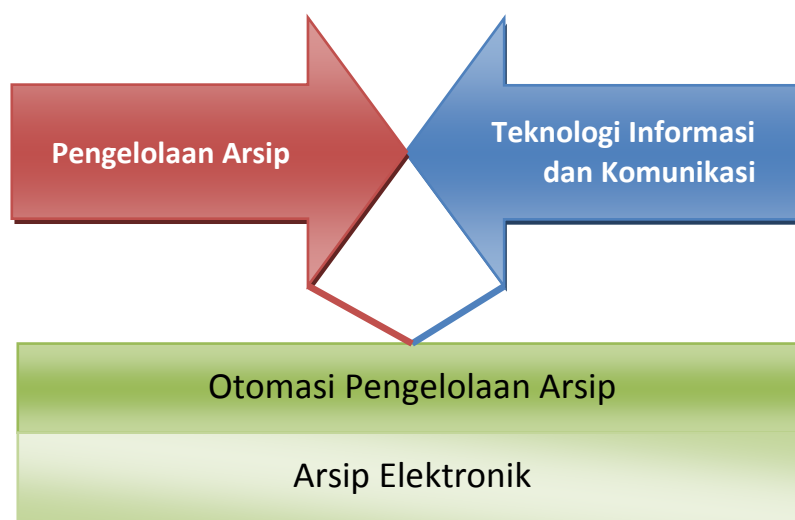 Pengelolaan Arsip
Teknologi Informasi
dan Komunikasi
Otomasi Pengelolaan Arsip
Arsip Elektronik